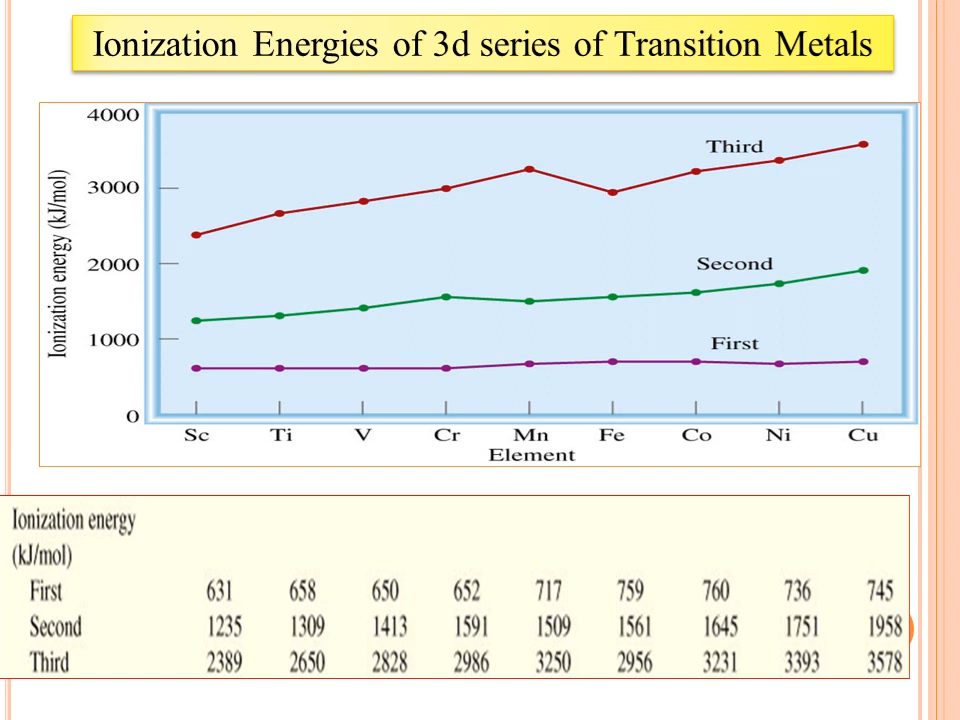 Ionization Energies of 3d series of Transition Metals
4000
3000
2000
1000
0
Ionization energy (kJ/mol)
Third
Second
First
Sc Ti V Cr Mn Fe Co Ni Cu
Element
Ionization energy
(kJ/mol)
First 631 658 650 652 717 759 760 736 745
Second 1235 1309 1413 1591 1509 1561 1645 1751 1958
Third 2389 2650 2828 2986 3250 2956 3231 3393 3578